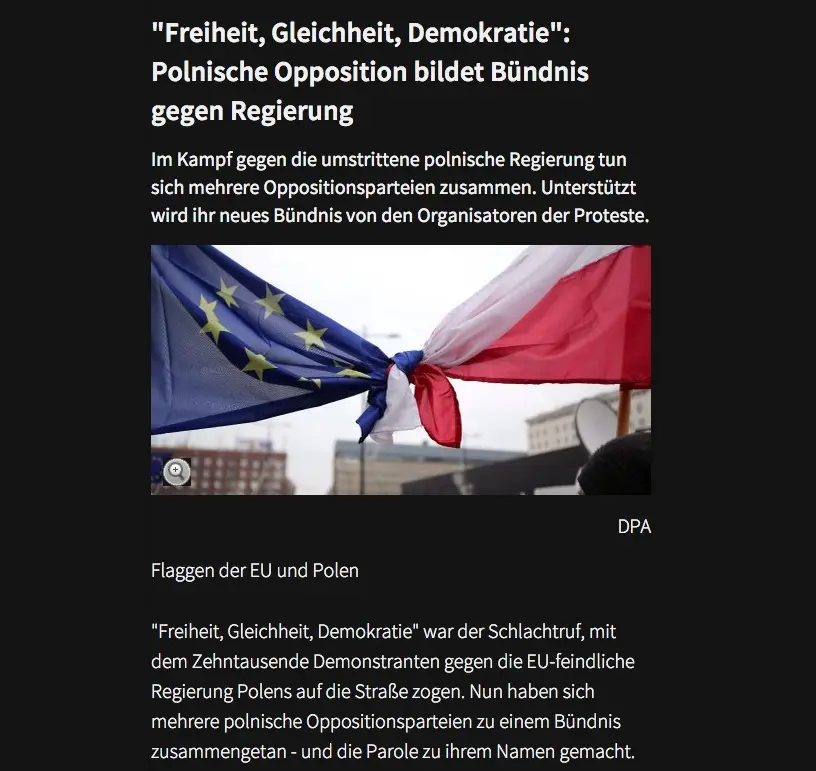 "Freiheit, Gleichheit, Demokratie":
Polnische Opposition bildet Bündnis
gegen Regierung
Im Kampf gegen die umstrittene polnische Regierung tun
sich mehrere Oppositionsparteien zusammen. Unterstützt
wird ihr neues Bündnis von den Organisatoren der Proteste.
DPA
Flaggen der EU und Polen
"Freiheit, Gleichheit, Demokratie" war der Schlachtruf, mit
dem Zehntausende Demonstranten gegen die EU-feindliche
Regierung Polens auf die Straße zogen. Nun haben sich
mehrere polnische Oppositionsparteien zu einem Bündnis
zusammengetan - und die Parole zu ihrem Namen gemacht.